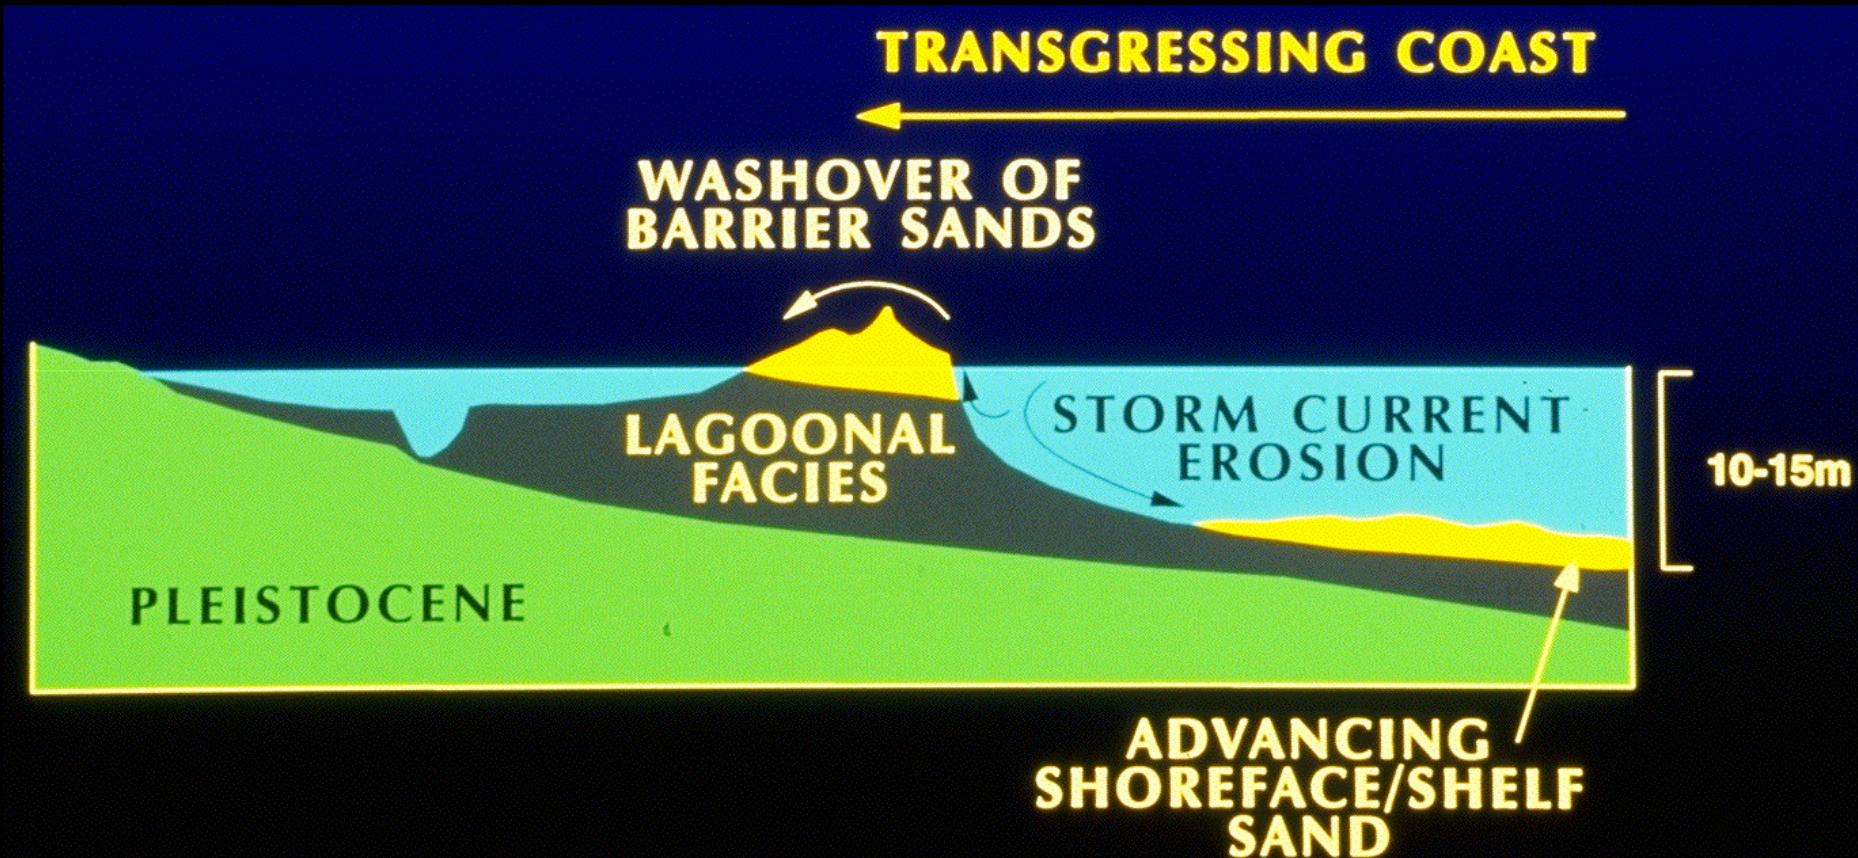 TRANSGRESSING COAST
WASHOVER OF
BARRIER SANDS
LAGOONAL
FACIES
STORM CURRENT
EROSION
10-15m
PLEISTOCENE
ADVANCING
SHOREFACE/SHELF
SAND